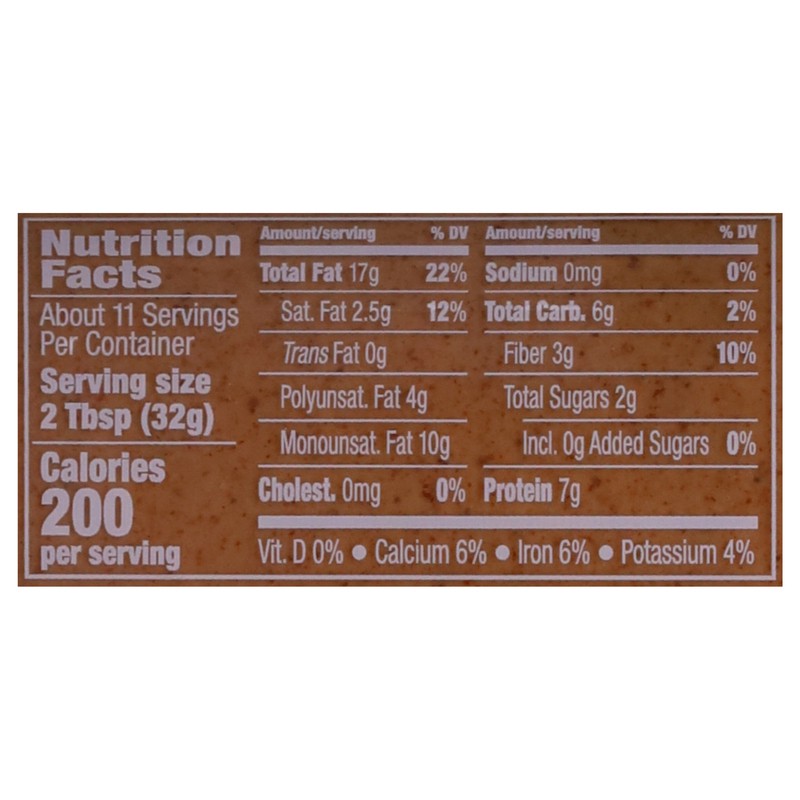 Nutrition
Facts
About 11 Servings
Per Container
Serving size
2 Tbsp (32g)
Calories
200
per serving
Amount/serving % DV
Total Fat 17g 22%
Sat. Fat 2.5g 12%
Trans Fat 0g
Polyunsat. Fat 4g
Monounsat. Fat 10g
Cholest. 0mg 0%
Amount/serving % DV
Sodium 0mg 0%
Total Carb. 6g 2%
Fiber 3g 10%
Total Sugars 2g
Incl. 0g Added Sugars 0%
Protein 7g
Vit. D 0% ● Calcium 6% ● Iron 6% ● Potassium 4%